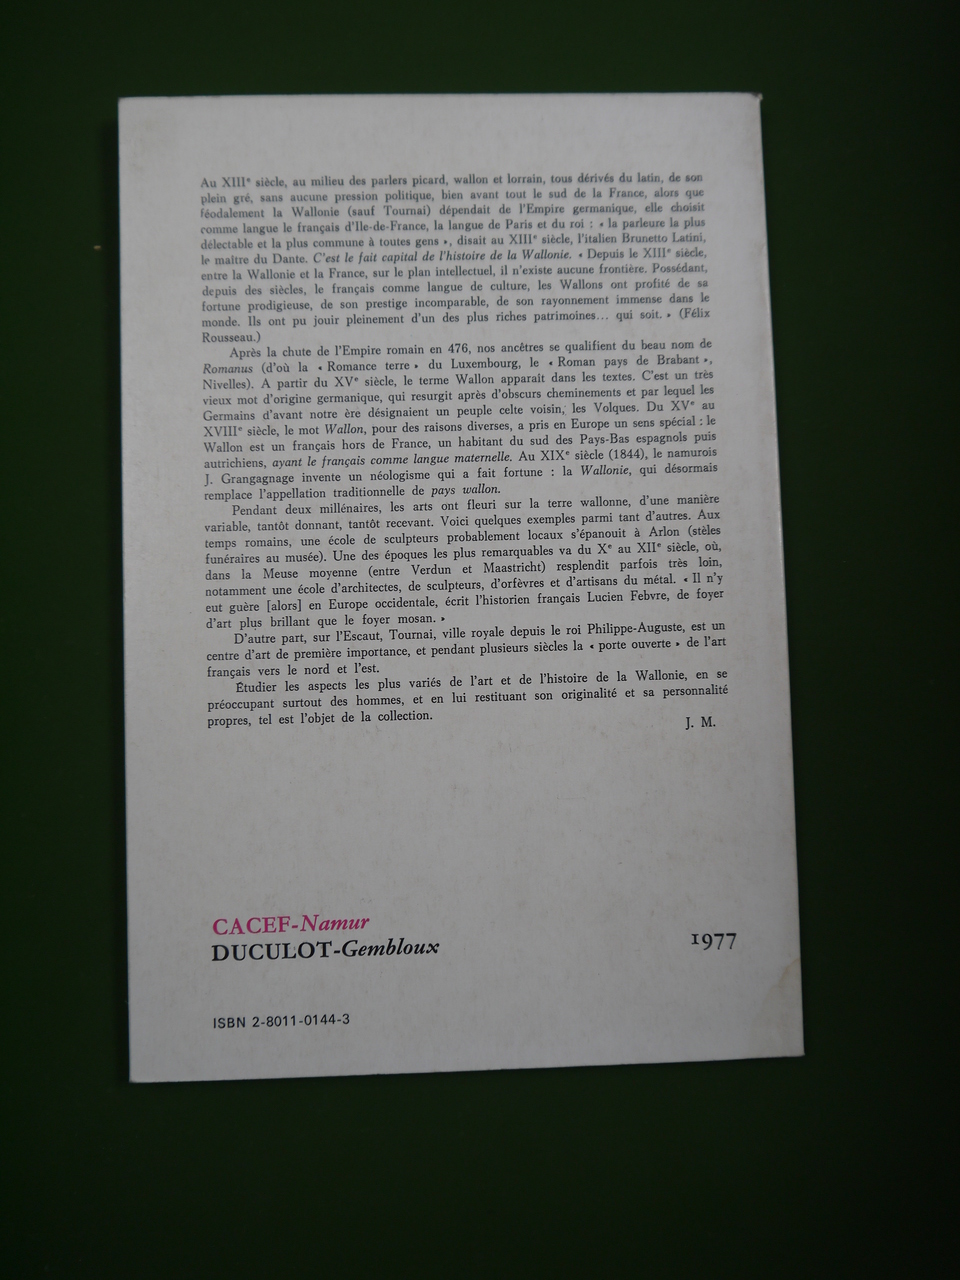 Au XIIIe siècle, au milieu des parlers picard, wallon et lorrain, tous dérivés du latin, de son
plein gré, sans aucune pression politique, bien avant tout le sud de la France, alors que
féodalement la Wallonie (sauf Tournai) dépendait de l'Empire germanique, elle choisit
comme langue le français d'Ile-de-France, la langue de Paris et du roi : « la parleure la plus
délectable et la plus commune à toutes gens », disait au XIIIe siècle, l'italien Brunetto Latini,
le maître du Dante. C'est le fait capital de l'histoire de la Wallonie. « Depuis le XIIIe siècle,
entre la Wallonie et la France, sur le plan intellectuel, il n'existe aucune frontière. Possédant,
depuis des siècles, le français comme langue de culture, les Wallons ont profité de sa
fortune prodigieuse, de son prestige incomparable, de son rayonnement immense dans le
monde. Ils ont pu jouir pleinement d'un des plus riches patrimoines... qui soit. » (Félix
Rousseau.)
Après la chute de l'Empire romain en 476, nos ancêtres se qualifient du beau nom de
Romanus (d'où la « Romance terre » du Luxembourg, le « Roman pays de Brabant »,
Nivelles). A partir du XVe siècle, le terme Wallon apparaît dans les textes. C'est un très
vieux mot d'origine germanique, qui resurgit après d'obscurs cheminements et par lequel les
Germains d'avant notre ère désignaient un peuple celte voisin, les Volques. Du XVe au
XVIIIe siècle, le mot Wallon, pour des raisons diverses, a pris en Europe un sens spécial : le
Wallon est un français hors de France, un habitant du sud des Pays-Bas espagnols puis
autrichiens, ayant le français comme langue maternelle. Au XIXe siècle (1844), le namurois
J. Grangagnage invente un néologisme qui a fait fortune : la Wallonie, qui désormais
remplace l'appellation traditionnelle de pays wallon.
Pendant deux millénaires, les arts ont fleuri sur la terre wallonne, d'une manière
variable, tantôt donnant, tantôt recevant. Voici quelques exemples parmi tant d'autres. Aux
temps romains, une école de sculpteurs probablement locaux s'épanouit à Arlon (stèles
funéraires au musée). Une des époques les plus remarquables va du Xe au XIIe siècle, où,
dans la Meuse moyenne (entre Verdun et Maastricht) resplendit parfois très loin,
notamment une école d'architectes, de sculpteurs, d'orfèvres et d'artisans du métal. « Il n'y
eut guère [alors] en Europe occidentale, écrit l'historien français Lucien Febvre, de foyer
d'art plus brillant que le foyer mosan. »
D'autre part, sur l'Escaut, Tournai, ville royale depuis le roi Philippe-Auguste, est un
centre d'art de première importance, et pendant plusieurs siècles la « porte ouverte » de l'art
français vers le nord et l'est.
Étudier les aspects les plus variés de l'art et de l'histoire de la Wallonie, en se
préoccupant surtout des hommes, et en lui restituant son originalité et sa personnalité
propres, tel est l'objet de la collection.
J. M.
CACEF-Namur
DUCULOT-Gembloux
1977
ISBN 2-8011-0144-3